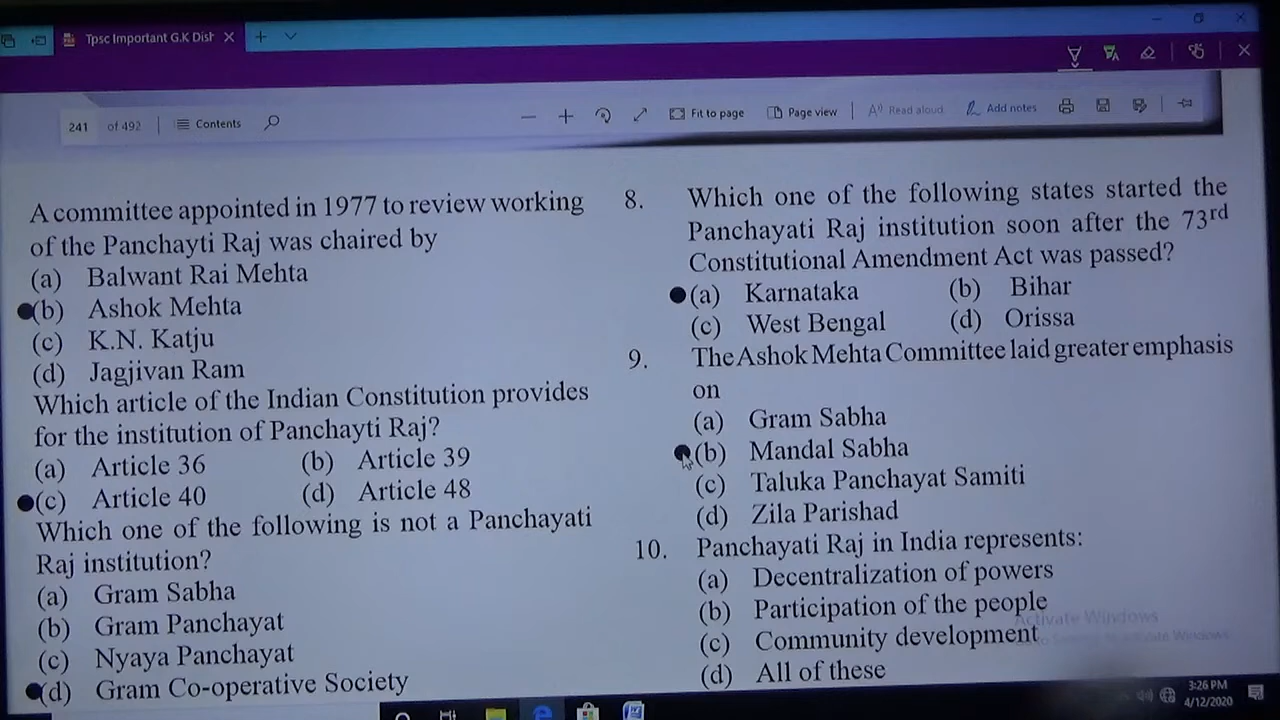 Tpsc Important G.K Dist
241 of 492 Contents Fit to page Page view Read aloud Add notes
A committee appointed in 1977 to review working
of the Panchayti Raj was chaired by
(a) Balwant Rai Mehta
(b) Ashok Mehta
(c) K.N. Katju
(d) Jagjivan Ram
Which article of the Indian Constitution provides
for the institution of Panchayti Raj?
(a) Article 36 (b) Article 39
(c) Article 40 (d) Article 48
Which one of the following is not a Panchayati
Raj institution?
(a) Gram Sabha
(b) Gram Panchayat
(c) Nyaya Panchayat
(d) Gram Co-operative Society
8. Which one of the following states started the
Panchayati Raj institution soon after the 73rd
Constitutional Amendment Act was passed?
(a) Karnataka (b) Bihar
(c) West Bengal (d) Orissa
9. The Ashok Mehta Committee laid greater emphasis
on
(a) Gram Sabha
(b) Mandal Sabha
(c) Taluka Panchayat Samiti
(d) Zila Parishad
10. Panchayati Raj in India represents:
(a) Decentralization of powers
(b) Participation of the people
(c) Community development
(d) All of these
Activate Windows
Windows
3:26 PM
4/12/2020